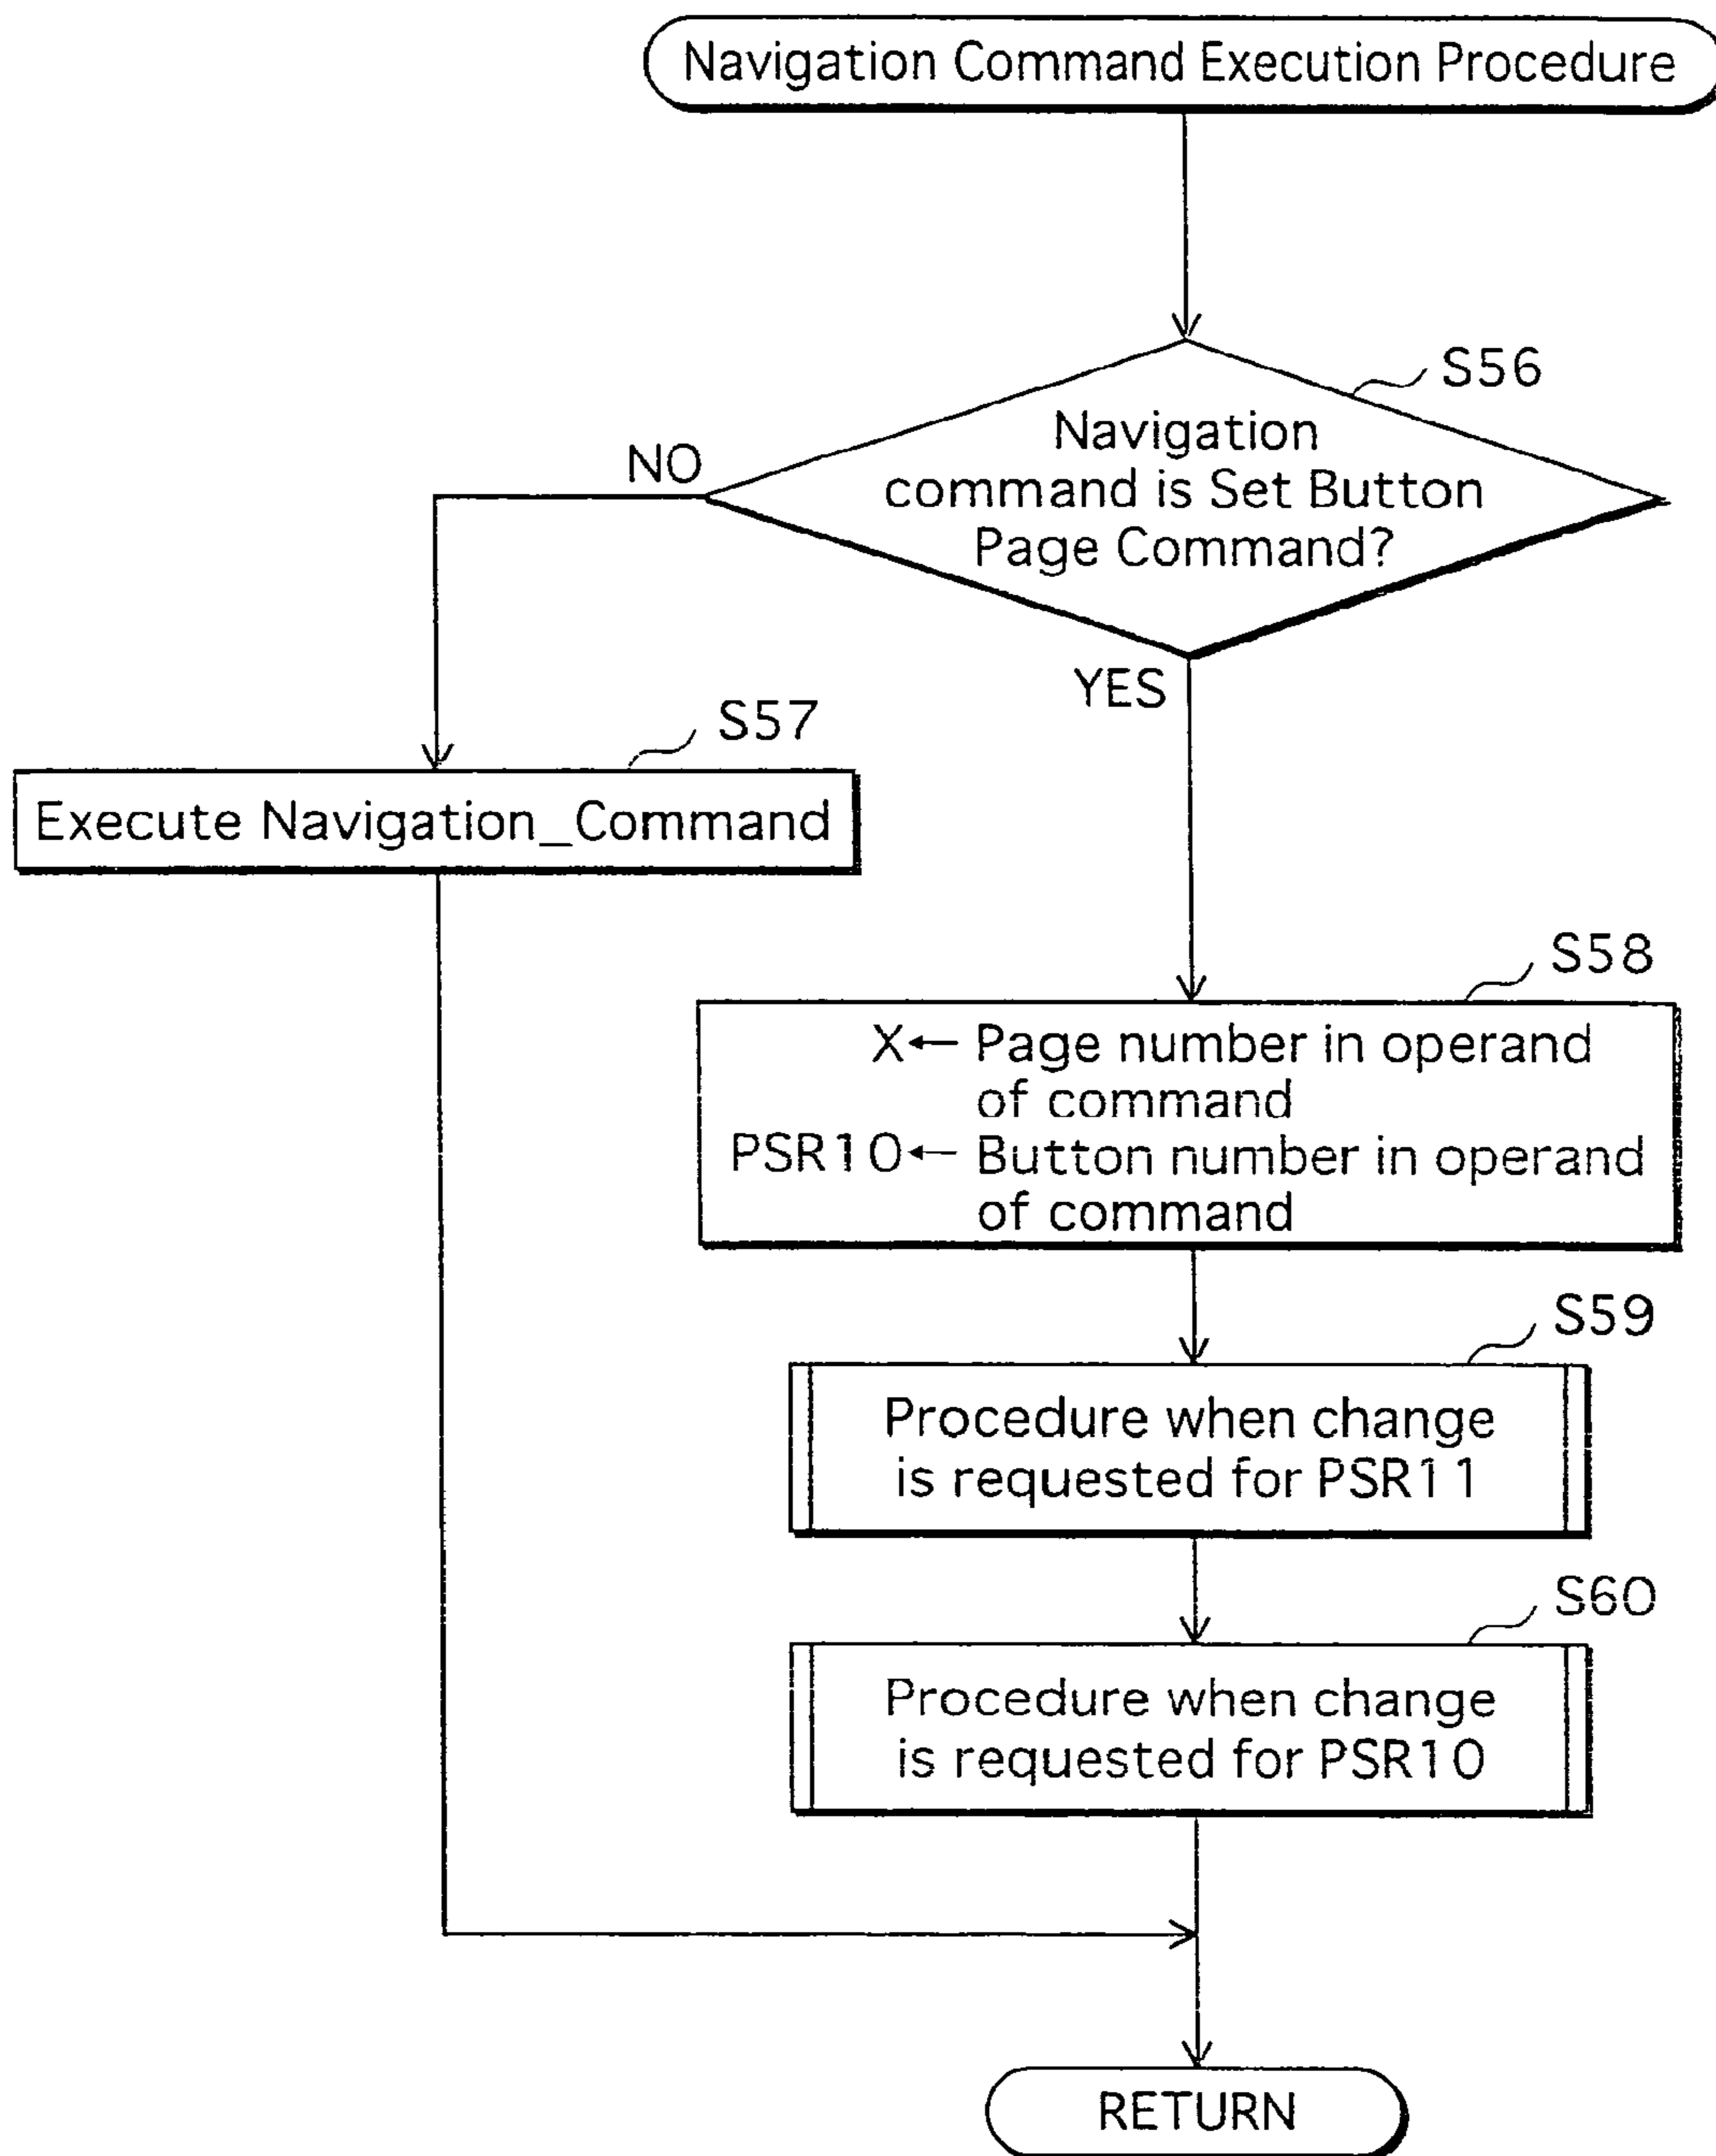 Navigation Command Execution Procedure
S56
Navigation
command is Set Button
Page Command?
NO
YES
S57
Execute Navigation_Command
S58
X← Page number in operand
of command
PSR10← Button number in operand
of command
S59
Procedure when change
is requested for PSR11
S60
Procedure when change
is requested for PSR10
RETURN